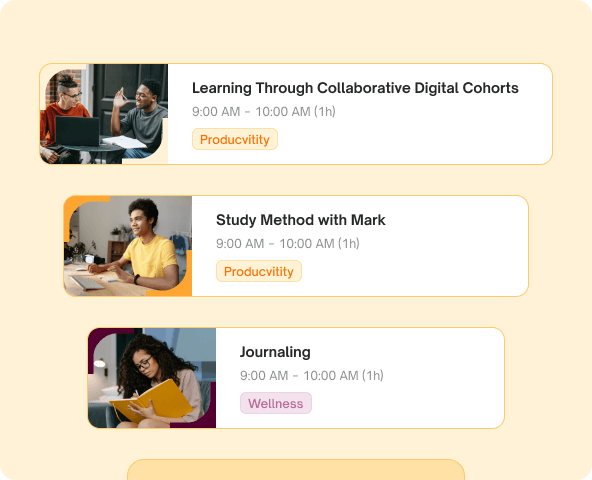 Learning Through Collaborative Digital Cohorts
9:00 AM - 10:00 AM (1h)
Producvitity
Study Method with Mark
9:00 AM - 10:00 AM (1h)
Producvitity
Journaling
9:00 AM - 10:00 AM (1h)
Wellness